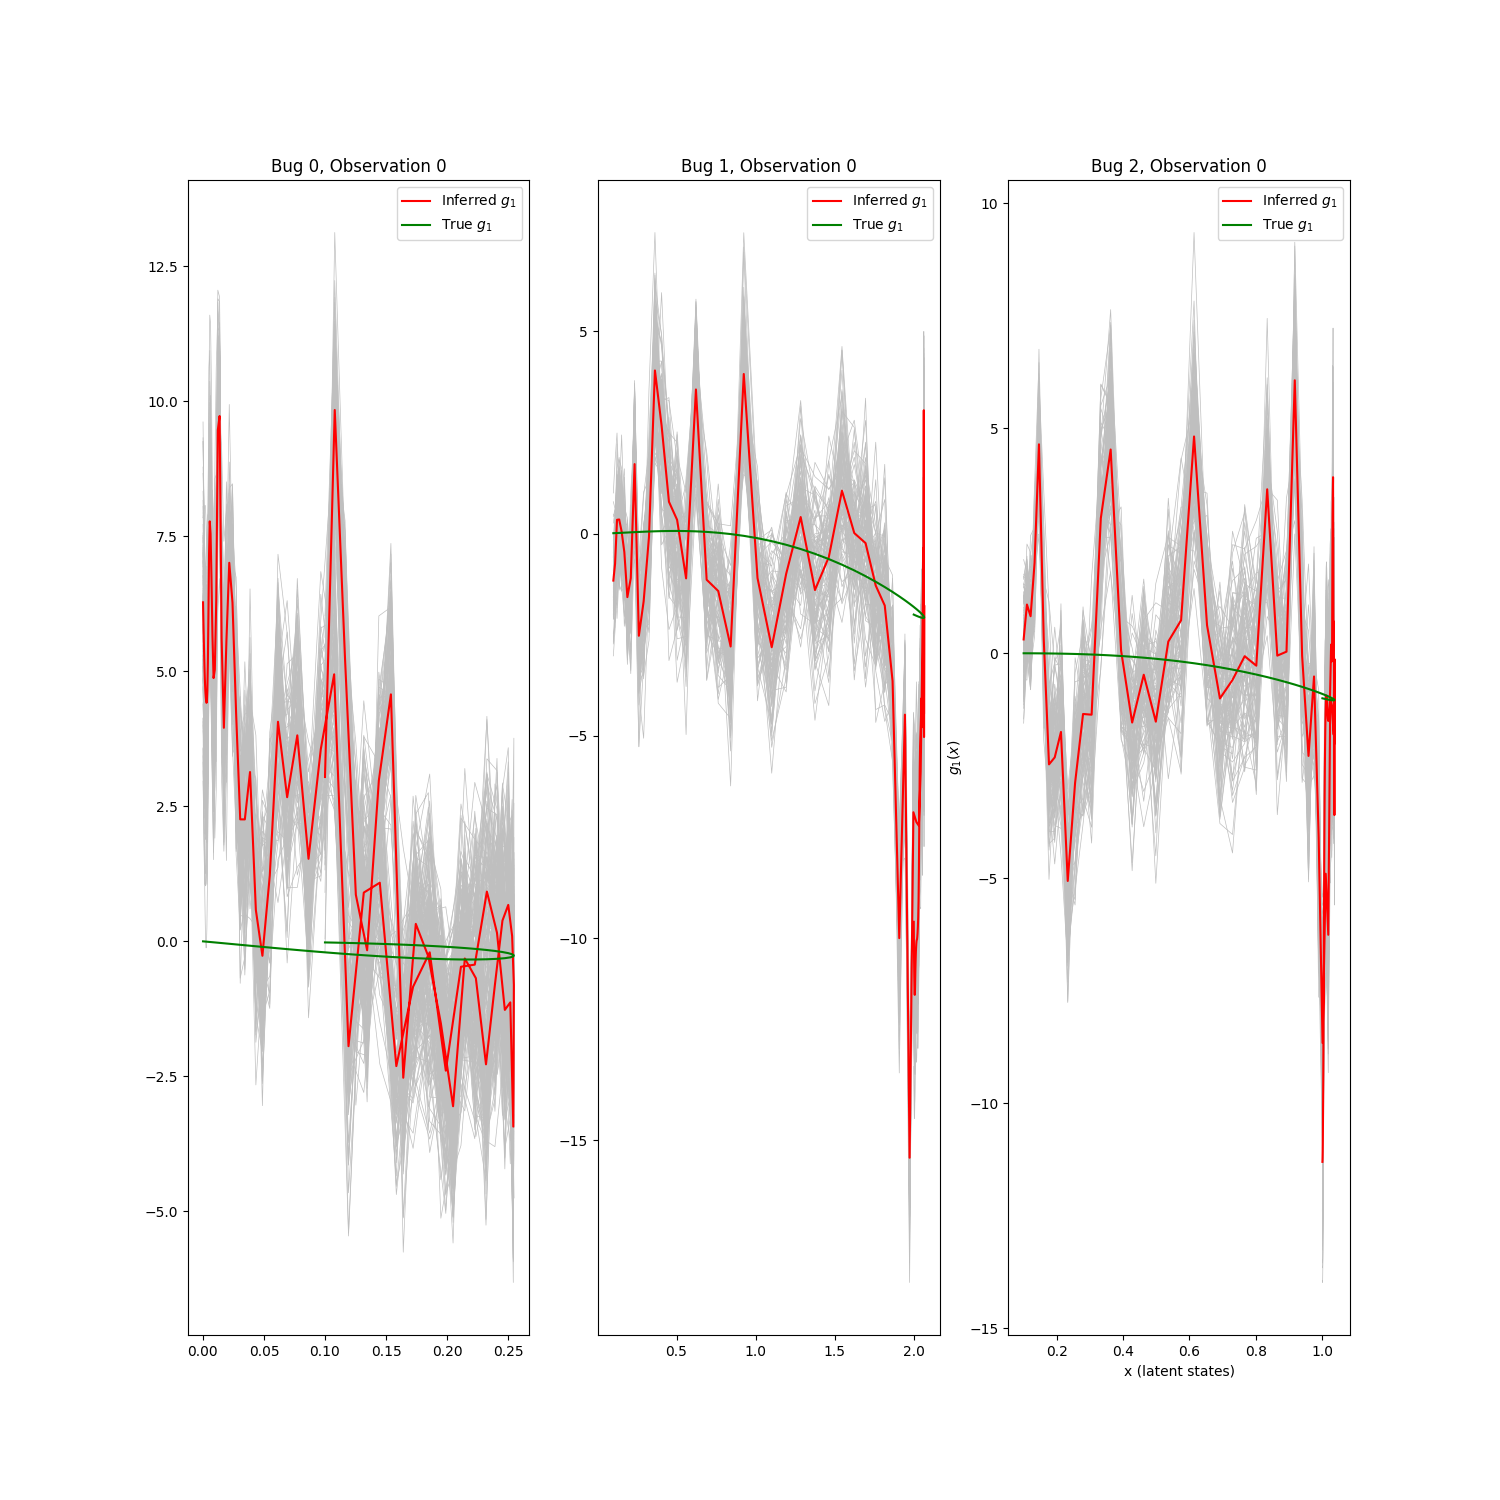 Bug 0, Observation 0
Inferred g₁
True g₁
12.5
10.0
7.5
5.0
2.5
0.0
−2.5
−5.0
0.00 0.05 0.10 0.15 0.20 0.25
Bug 1, Observation 0
Inferred g₁
True g₁
5
0
−5
−10
−15
0.5 1.0 1.5 2.0
Bug 2, Observation 0
Inferred g₁
True g₁
g₁(x)
10
5
0
−5
−10
−15
0.2 0.4 0.6 0.8 1.0
x (latent states)